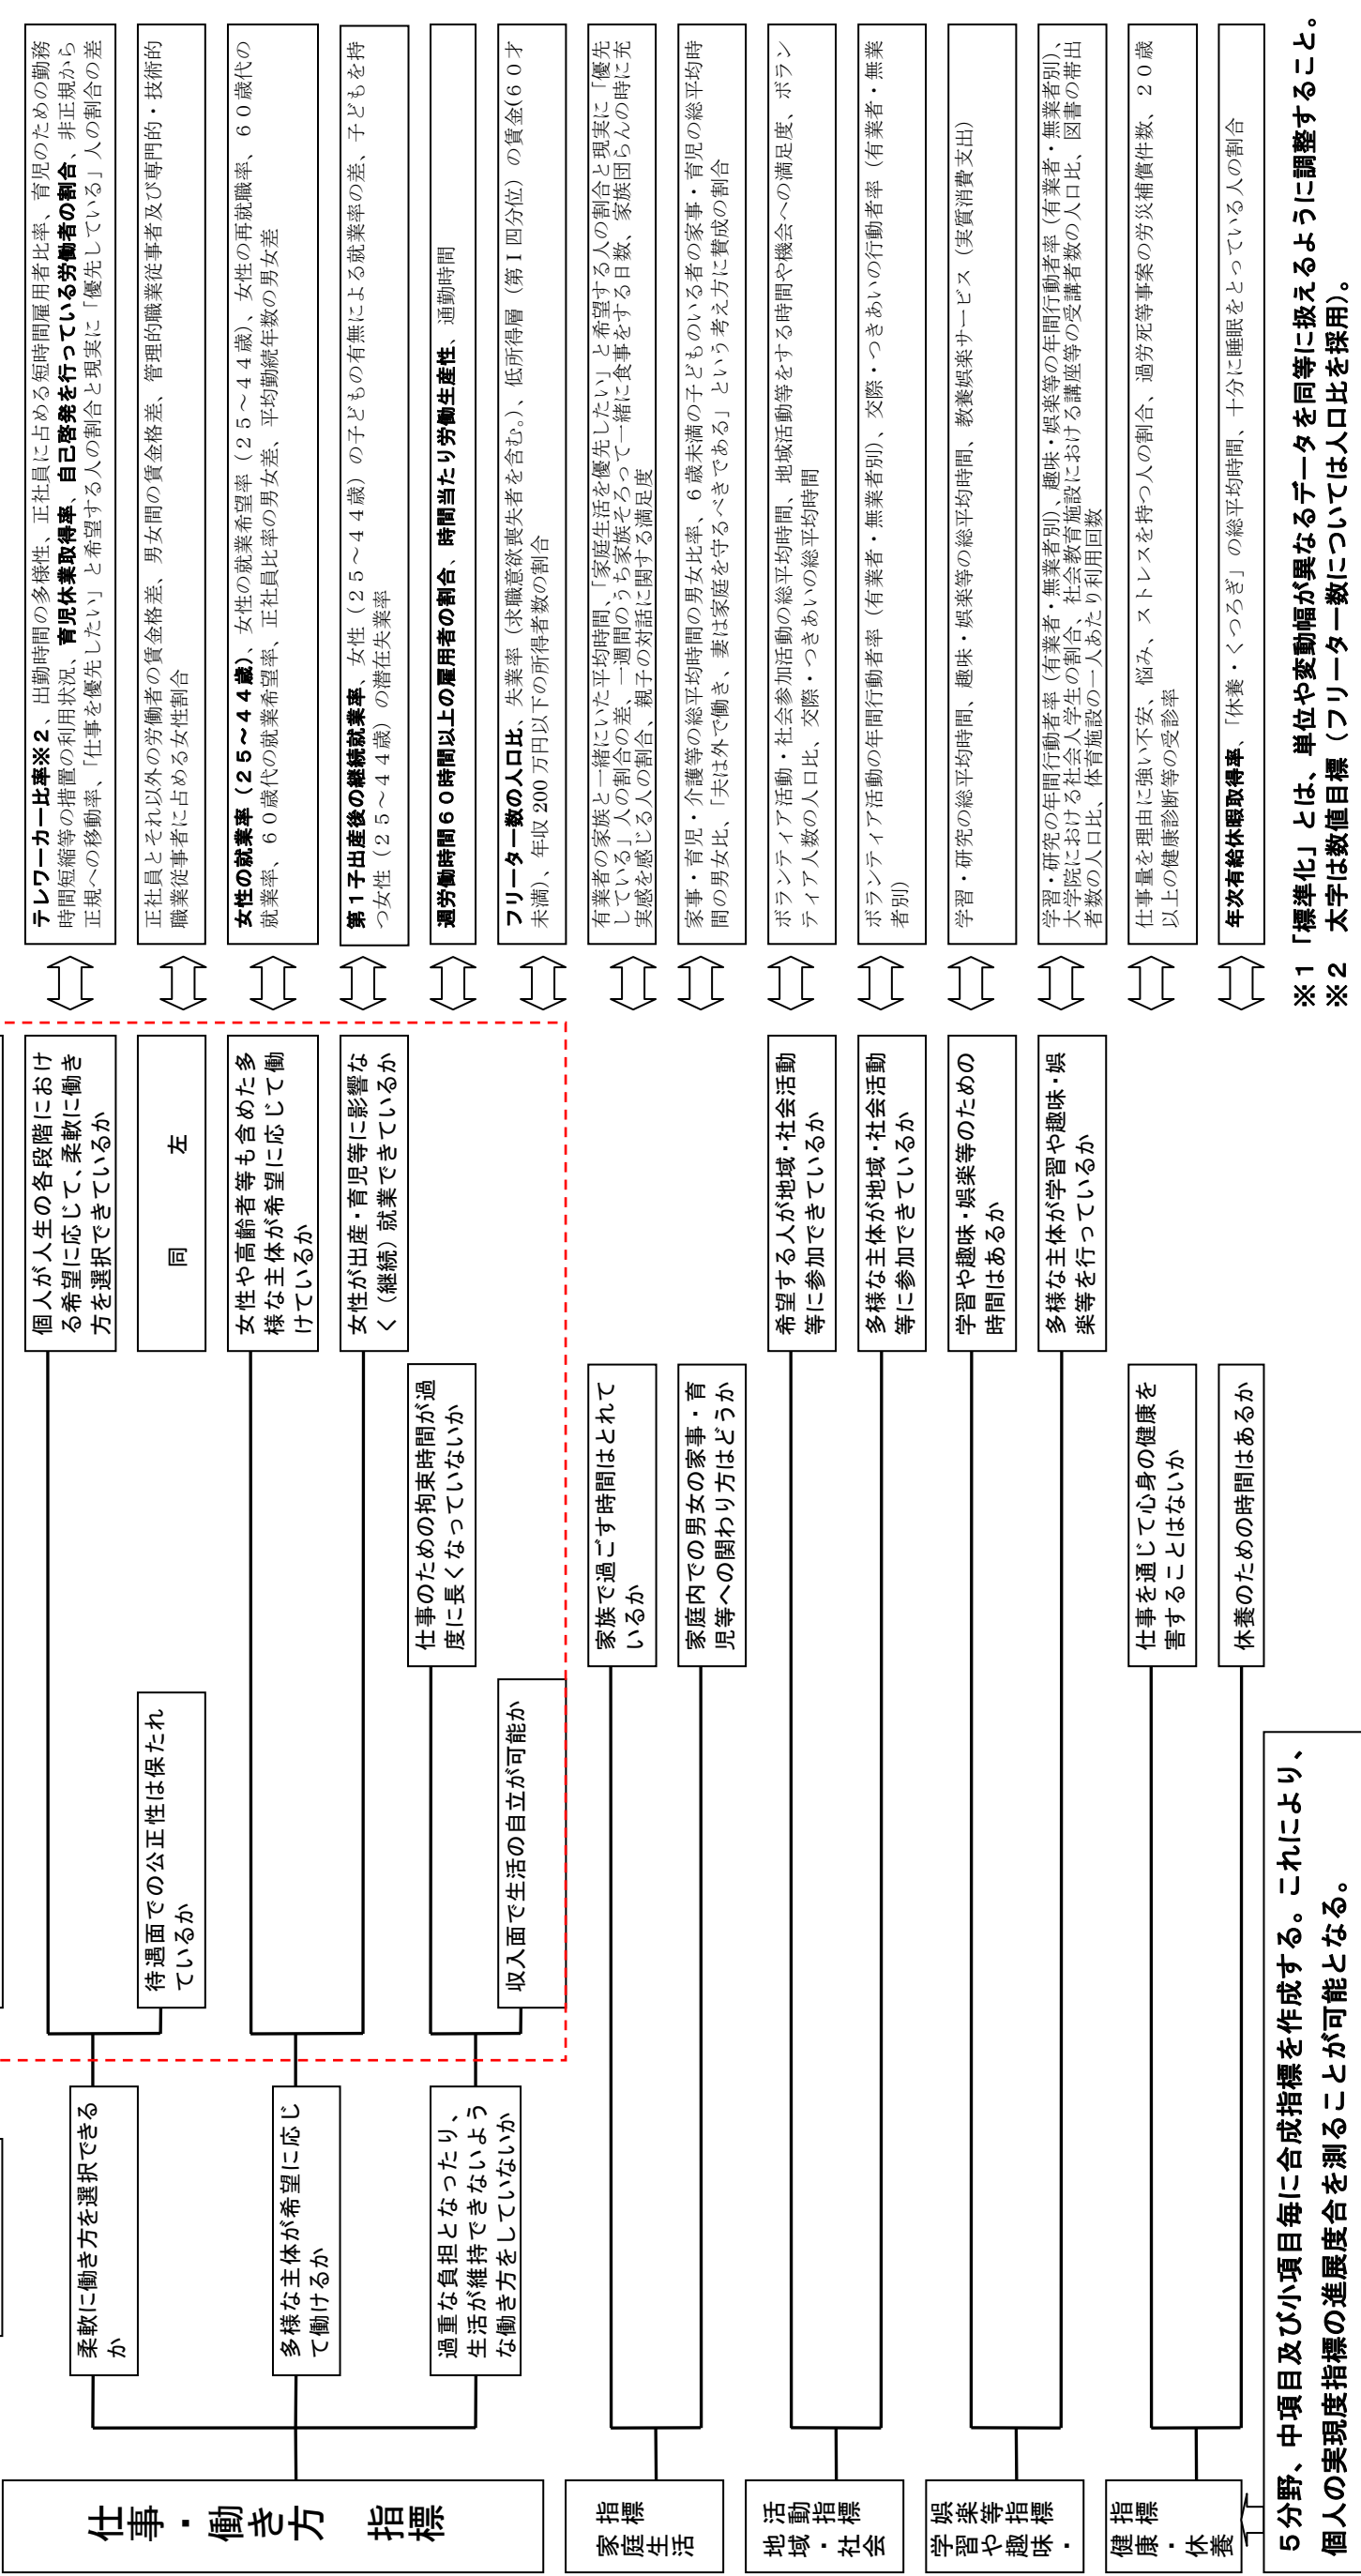 仕事・働き方　指標
柔軟に働き方を選択できる
か
個人が人生の各段階におけ
る希望に応じて、柔軟に働き
方を選択できているか
テレワーカー比率※２、出勤時間の多様性、正社員に占める短時間雇用者比率、育児のための勤務
時間短縮等の措置の利用状況、育児休業取得率、自己啓発を行っている労働者の割合、非正規から
正規への移動率、「仕事を優先したい」と希望する人の割合と現実に「優先している」人の割合の差
待遇面での公正性は保たれ
ているか
同　　　左
正社員とそれ以外の労働者の賃金格差、男女間の賃金格差、管理的職業従事者及び専門的・技術的
職業従事者に占める女性割合
多様な主体が希望に応じ
て働けるか
女性や高齢者等も含めた多
様な主体が希望に応じて働
けているか
女性の就業率（２５～４４歳）、女性の就業希望率（２５～４４歳）、女性の再就職率、６０歳代の
就業率、６０歳代の就業希望率、正社員比率の男女差、平均勤続年数の男女差
女性が出産・育児等に影響な
く（継続）就業できているか
第１子出産後の継続就業率、女性（２５～４４歳）の子どもの有無による就業率の差、子どもを持
つ女性（２５～４４歳）の潜在失業率
過重な負担となったり、
生活が維持できないよう
な働き方をしていないか
仕事のための拘束時間が過
度に長くなっていないか
週労働時間６０時間以上の雇用者の割合、時間当たり労働生産性、通勤時間
収入面で生活の自立が可能か
フリーター数の人口比、失業率（求職意欲喪失者を含む。）、低所得層（第Ⅰ四分位）の賃金(６０才
未満)、年収200万円以下の所得者数の割合
家庭生活
指標
家族で過ごす時間はとれて
いるか
有業者の家族と一緒にいた平均時間、「家庭生活を優先したい」と希望する人の割合と現実に「優先
している」人の割合の差、一週間のうち家族そろって一緒に食事をする日数、家族団らんの時に充
実感を感じる人の割合、親子の対話に関する満足度
家庭内での男女の家事・育
児等への関わり方はどうか
家事・育児・介護等の総平均時間の男女比率、６歳未満の子どものいる者の家事・育児の総平均時
間の男女比、「夫は外で働き、妻は家庭を守るべきである」という考え方に賛成の割合
地域・社会
活動指標
希望する人が地域・社会活動
等に参加できているか
ボランティア活動・社会参加活動の総平均時間、地域活動等をする時間や機会への満足度、ボラン
ティア人数の人口比、交際・つきあいの総平均時間
多様な主体が地域・社会活動
等に参加できているか
ボランティア活動の年間行動者率（有業者・無業者別）、交際・つきあいの行動者率（有業者・無業
者別）
学習や趣味・
娯楽等指標
学習や趣味・娯楽等のための
時間はあるか
学習・研究の総平均時間、趣味・娯楽等の総平均時間、教養娯楽サービス（実質消費支出）
多様な主体が学習や趣味・娯
楽等を行っているか
学習・研究の年間行動者率（有業者・無業者別）、趣味・娯楽等の年間行動者率（有業者・無業者別）、
大学院における社会人学生の割合、社会教育施設における講座等の受講者数の人口比、図書の帯出
者数の人口比、体育施設の一人あたり利用回数
健康・休養
指標
仕事を通じて心身の健康を
害することはないか
仕事量を理由に強い不安、悩み、ストレスを持つ人の割合、過労死等事案の労災補償件数、２０歳
以上の健康診断等の受診率
休養のための時間はあるか
年次有給休暇取得率、「休養・くつろぎ」の総平均時間、十分に睡眠をとっている人の割合
５分野、中項目及び小項目毎に合成指標を作成する。これにより、
個人の実現度指標の進展度合を測ることが可能となる。
※１　「標準化」とは、単位や変動幅が異なるデータを同等に扱えるように調整すること。
※２　太字は数値目標（フリーター数については人口比を採用）。